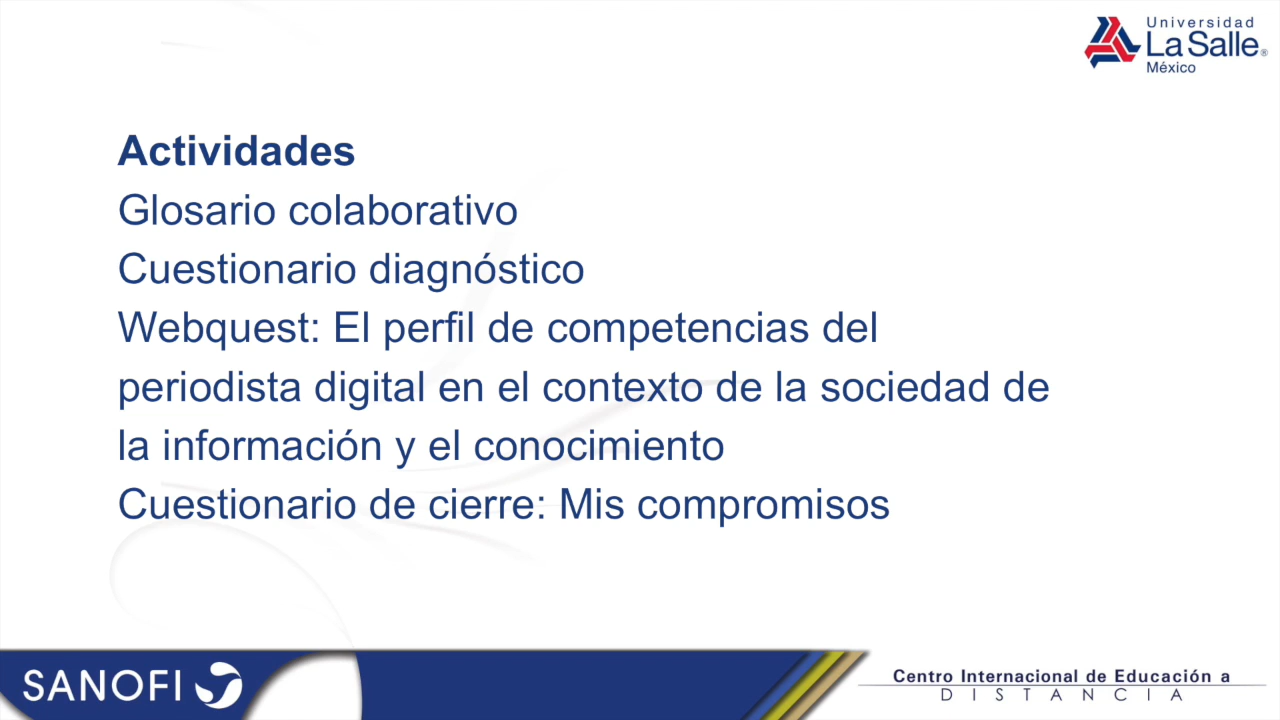 Universidad
La Salle®
México
Actividades
Glosario colaborativo
Cuestionario diagnóstico
Webquest: El perfil de competencias del
periodista digital en el contexto de la sociedad de
la información y el conocimiento
Cuestionario de cierre: Mis compromisos
SANOFI
Centro Internacional de Educación a
DISTANCIA